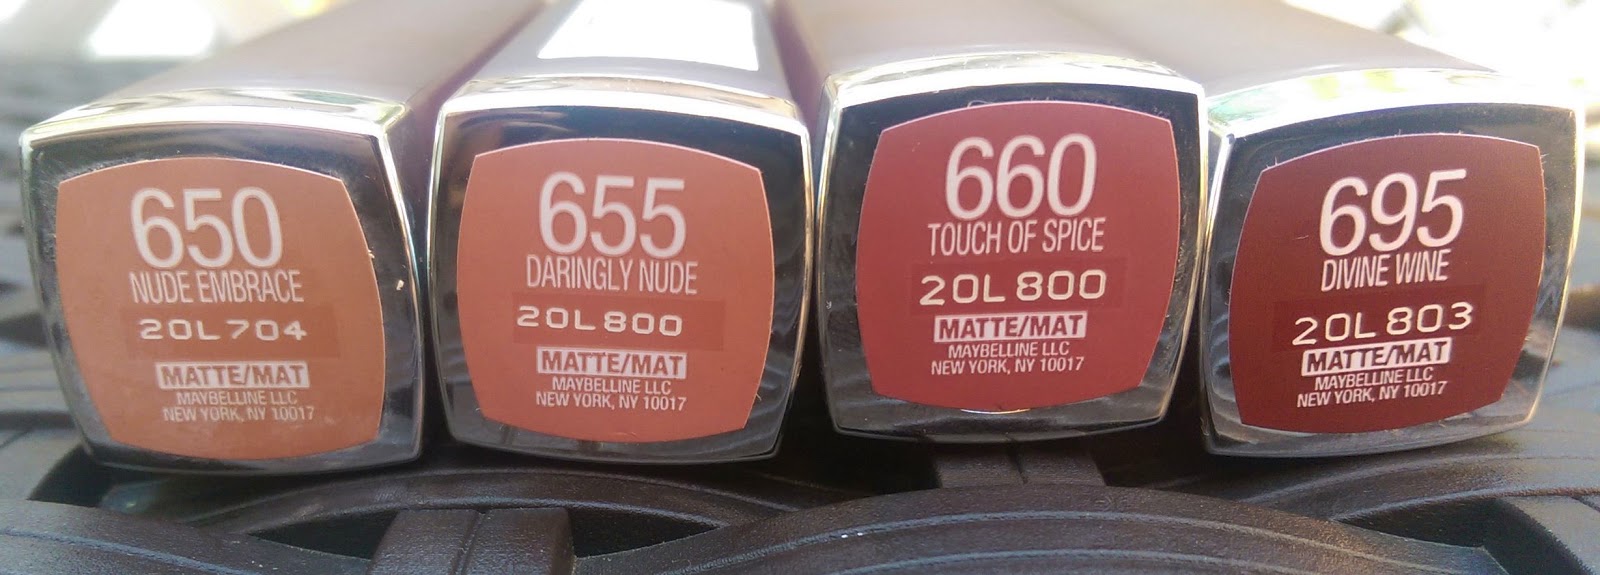 650
NUDE EMBRACE
20L704
MATTE/MAT
MAYBELLINE LLC
NEW YORK, NY 10017
655
DARINGLY NUDE
20L800
MATTE/MAT
MAYBELLINE LLC
NEW YORK, NY 10017
660
TOUCH OF SPICE
20L800
MATTE/MAT
MAYBELLINE LLC
NEW YORK, NY 10017
695
DIVINE WINE
20L803
MATTE/MAT
MAYBELLINE LLC
NEW YORK, NY 10017